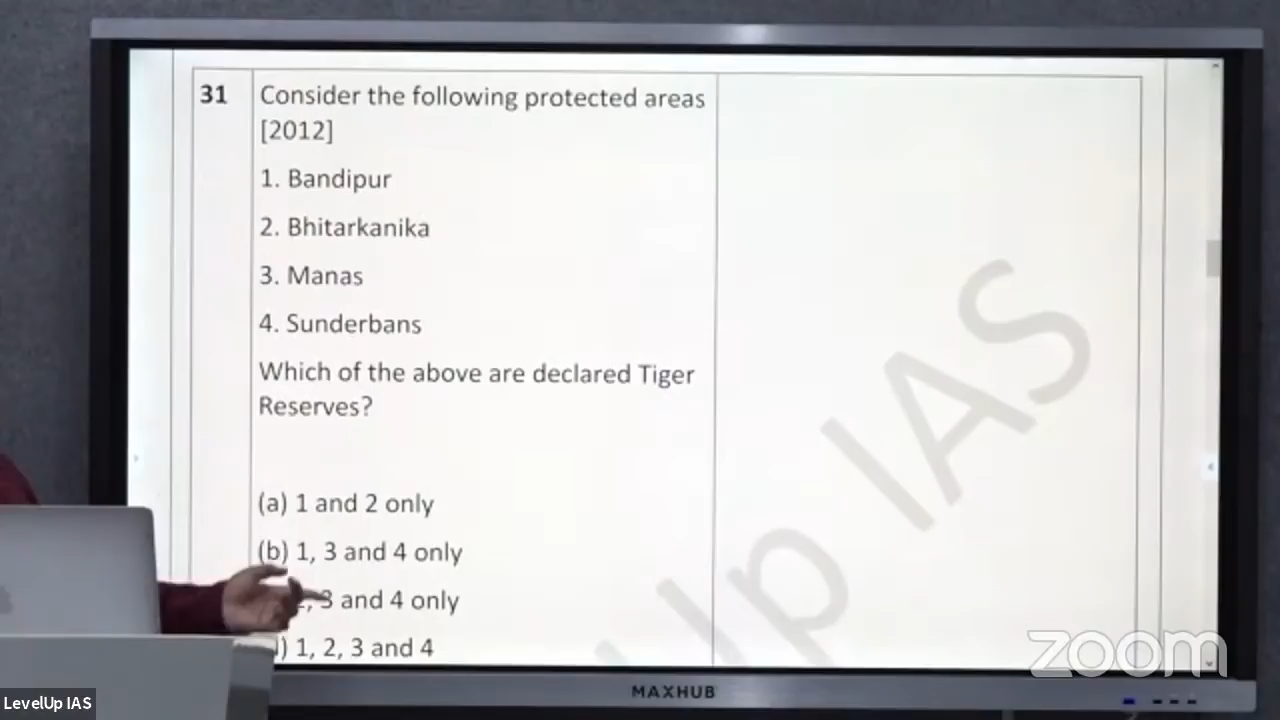 31 Consider the following protected areas
[2012]
1. Bandipur
2. Bhitarkanika
3. Manas
4. Sunderbans
Which of the above are declared Tiger
Reserves?
(a) 1 and 2 only
(b) 1, 3 and 4 only
3 and 4 only
) 1, 2, 3 and 4
Up IAS
zoom
MAXHUB
LevelUp IAS